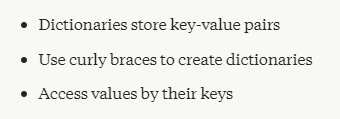 • Dictionaries store key-value pairs
• Use curly braces to create dictionaries
• Access values by their keys